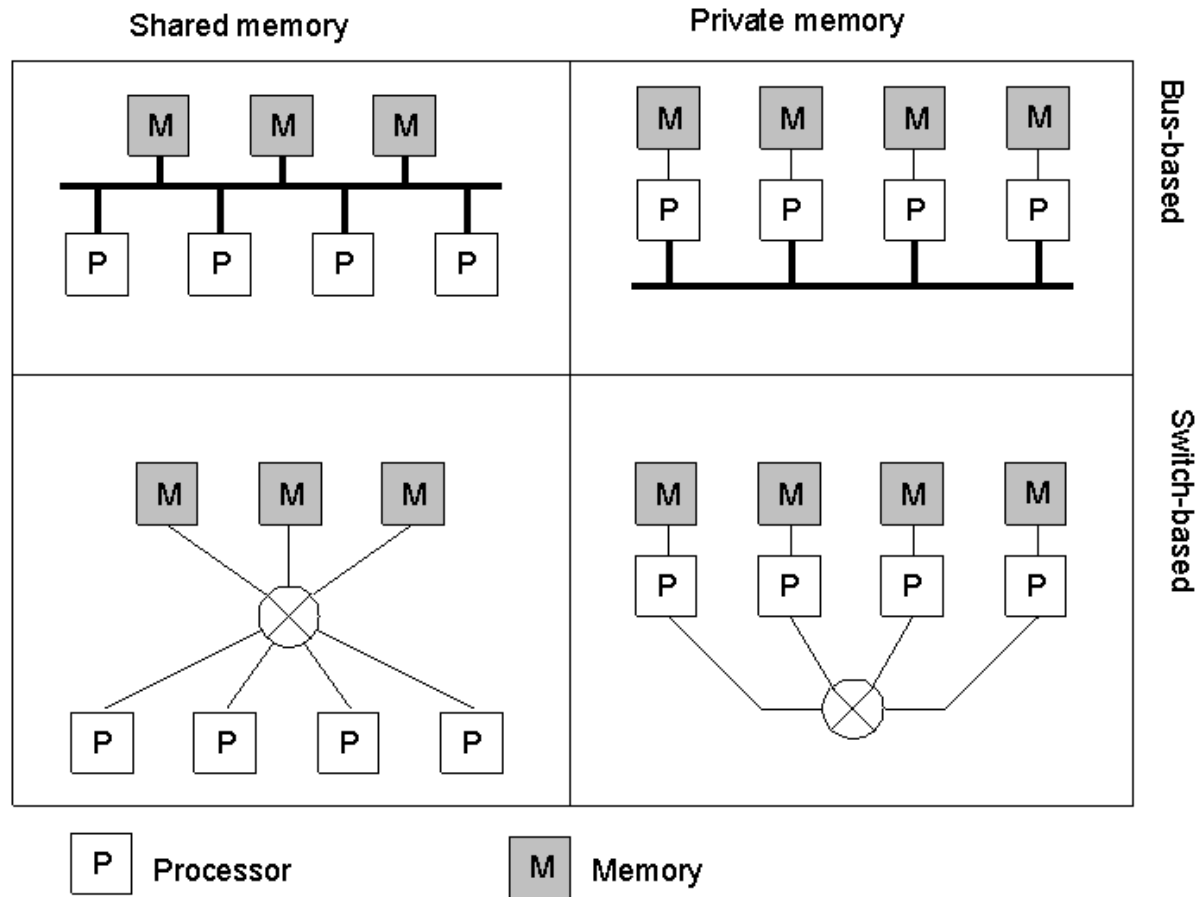 Shared memory
Private memory
M M M
P P P P
M M M M
P P P P
Bus-based
M M M
P P P P
M M M M
P P P P
Switch-based
P Processor
M Memory